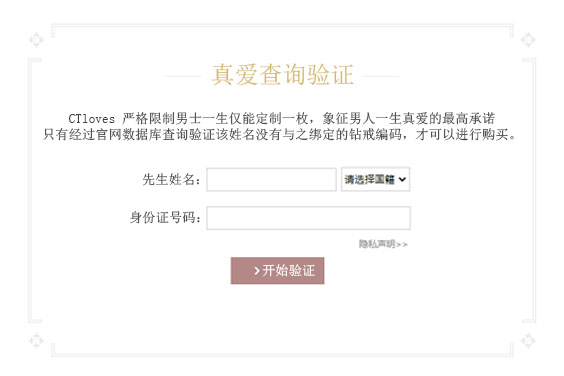 真爱查询验证
CTloves 严格限制男士一生仅能定制一枚，象征男人一生真爱的最高承诺
只有经过官网数据库查询验证该姓名没有与之绑定的钻戒编码，才可以进行购买。
先生姓名： 请选择国籍
身份证号码：
隐私声明>>
开始验证